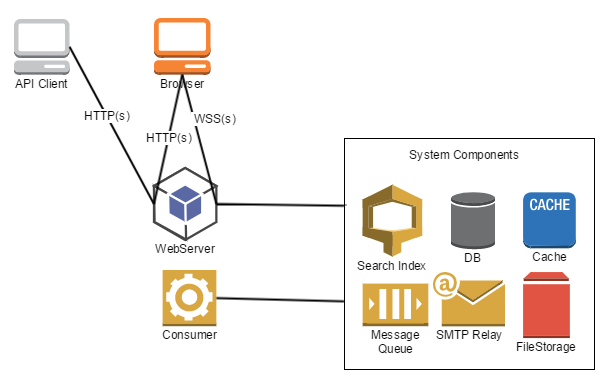 API Client
Browser
HTTP(s)
HTTP(s)
WSS(s)
WebServer
Consumer
System Components
Search Index
DB
CACHE
Cache
Message
Queue
@
SMTP Relay
FileStorage